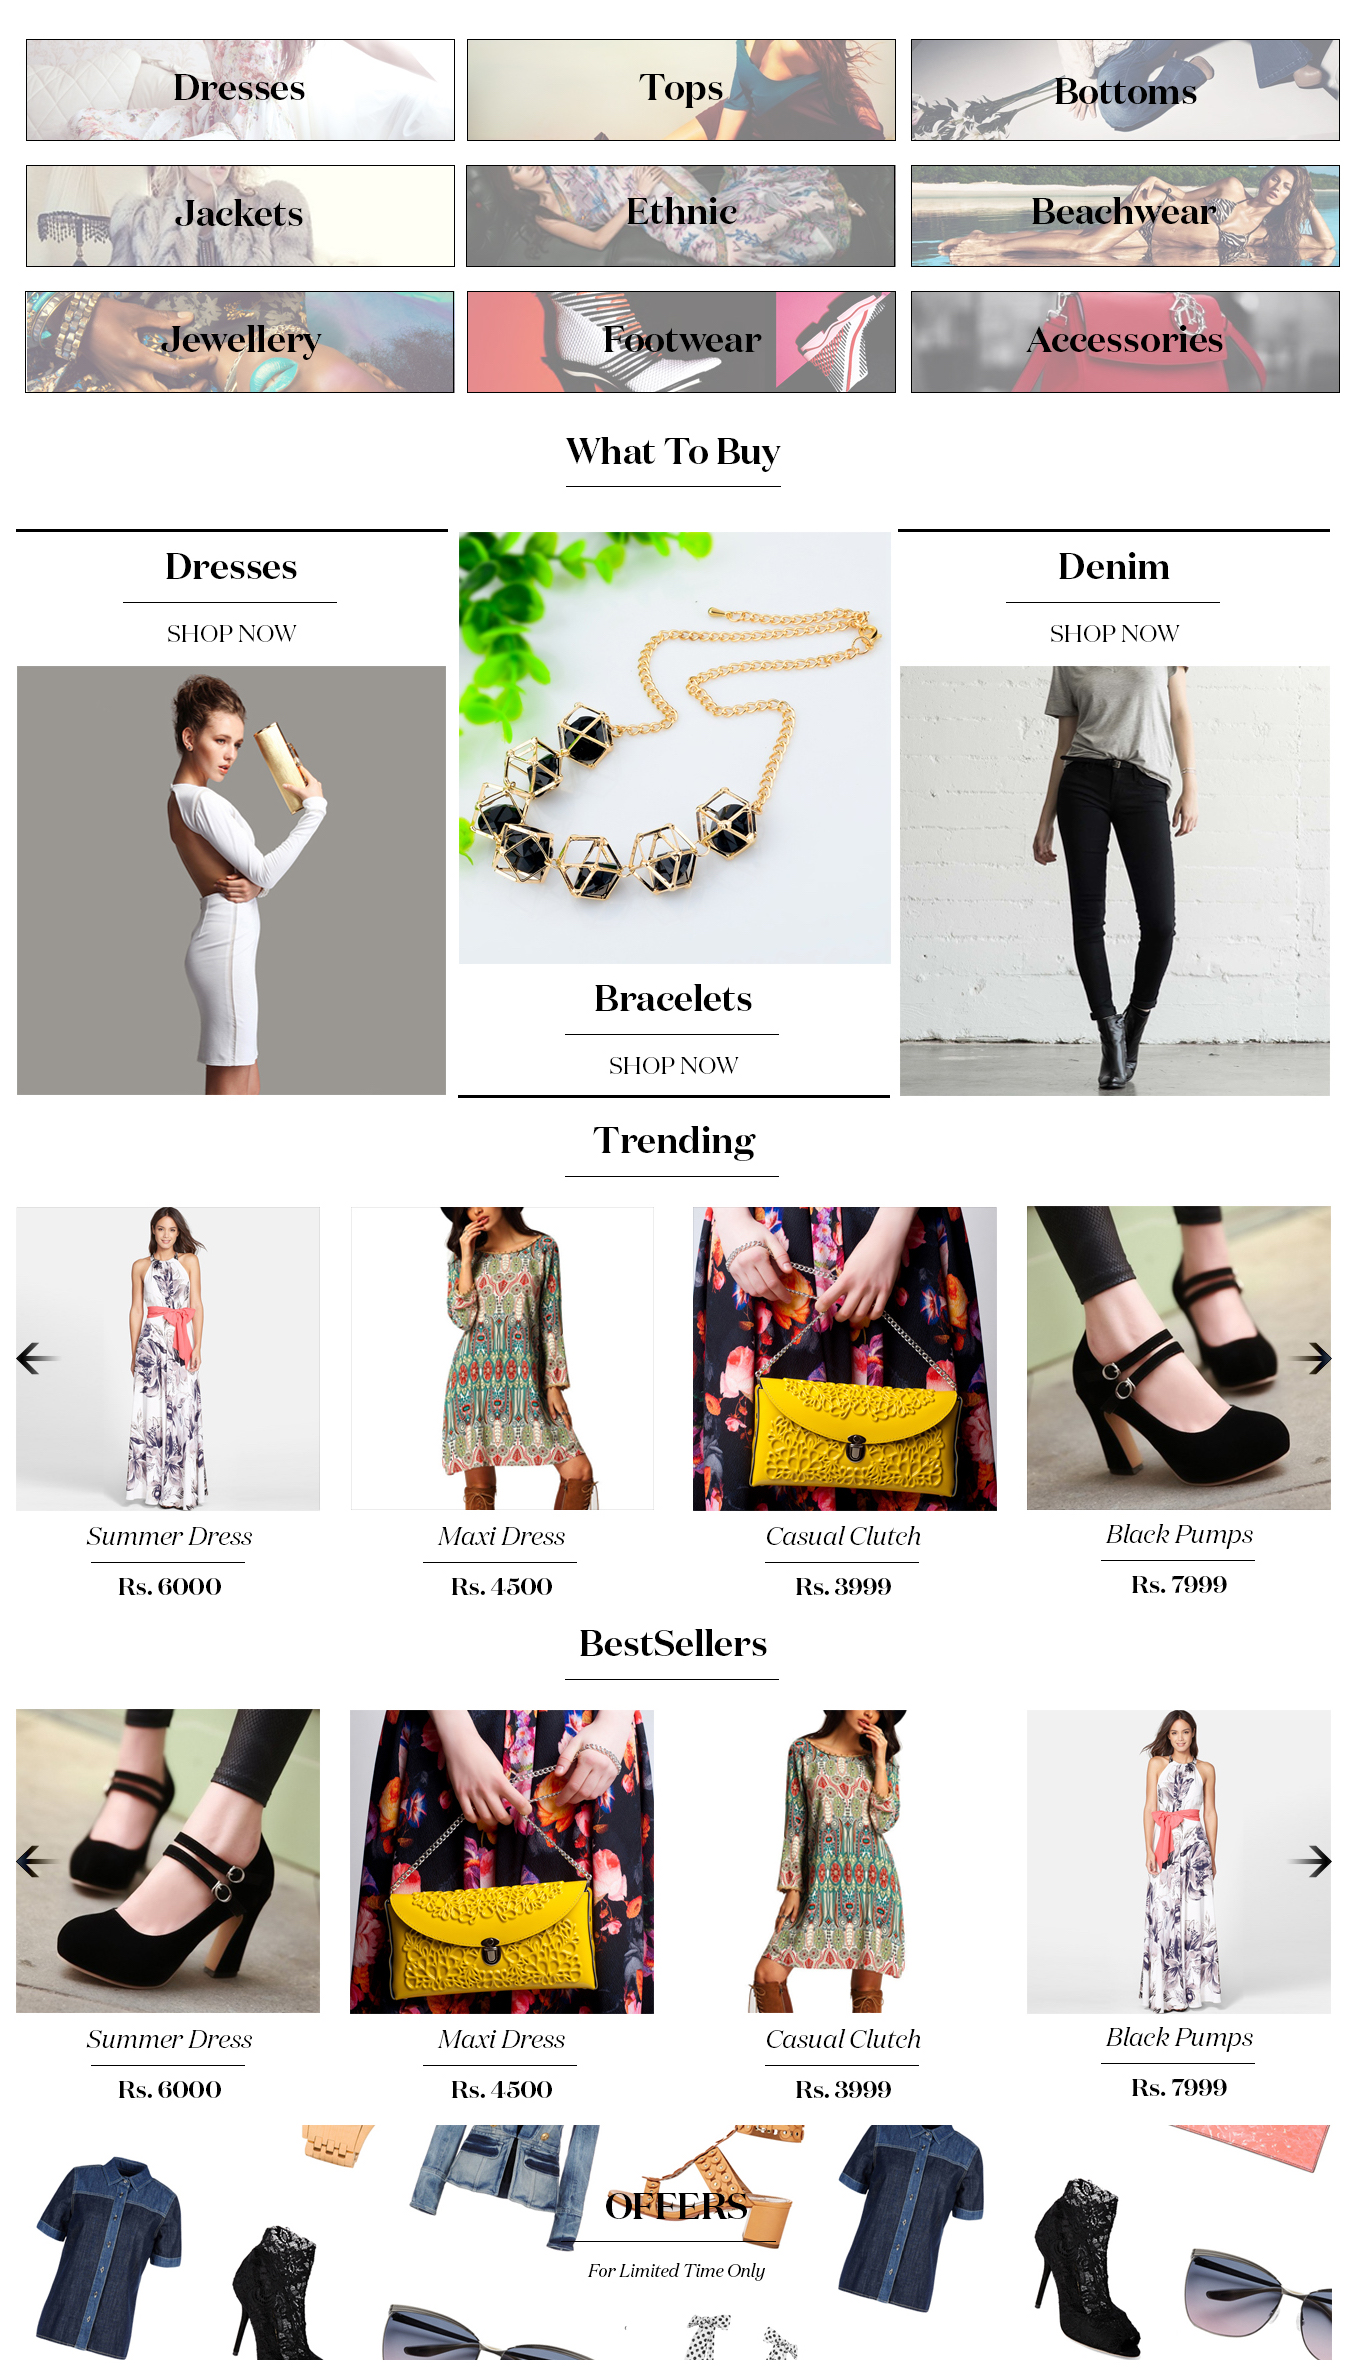 Dresses
Tops
Bottoms
Jackets
Ethnic
Beachwear
Jewellery
Footwear
Accessories
What To Buy
Dresses
SHOP NOW
Bracelets
SHOP NOW
Denim
SHOP NOW
Trending
Summer Dress
Rs. 6000
Maxi Dress
Rs. 4500
Casual Clutch
Rs. 3999
Black Pumps
Rs. 7999
BestSellers
Summer Dress
Rs. 6000
Maxi Dress
Rs. 4500
Casual Clutch
Rs. 3999
Black Pumps
Rs. 7999
OFFERS
For Limited Time Only